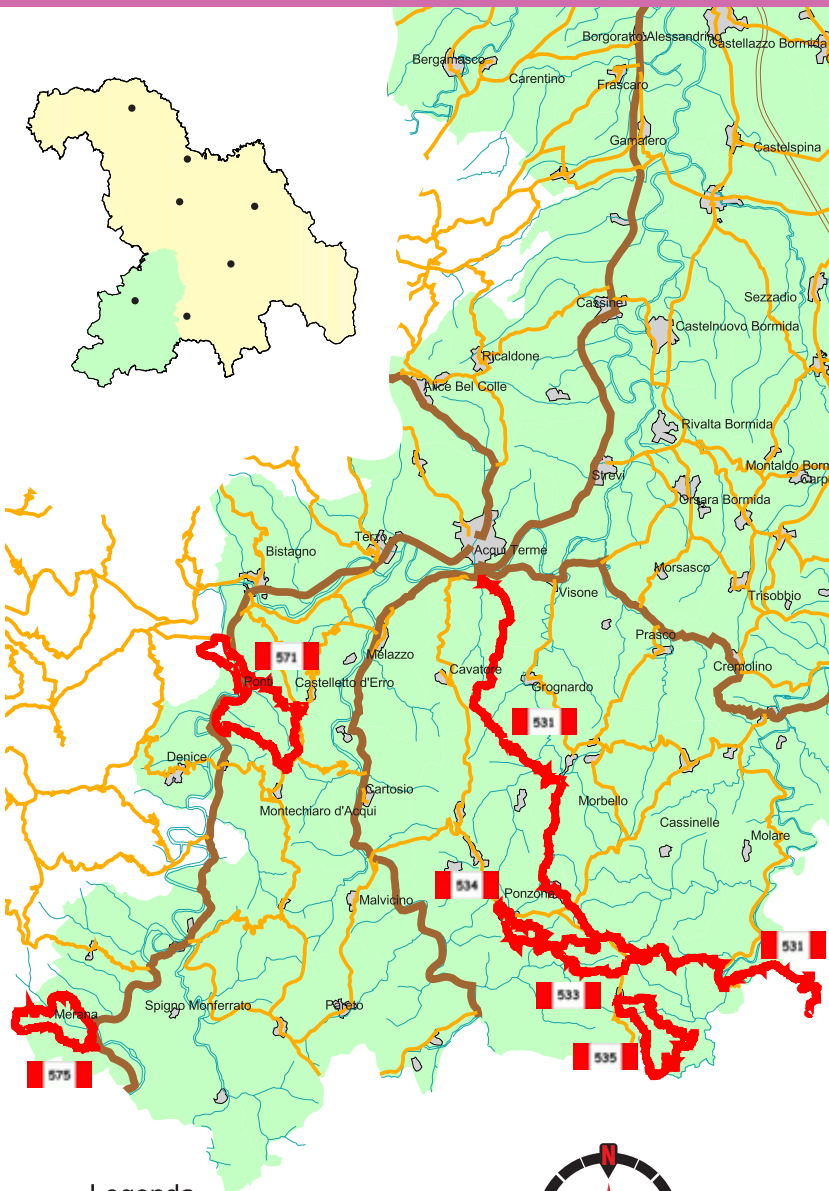 Borgoratto Alessandrino
Castellazzo Bormida
Bergamasco
Carentino
Frascaro
Gamalero
Castelspina
Sezzadio
Cassine
Castelnuovo Bormida
Ricaldone
Alice Bel Colle
Rivalta Bormida
Montaldo Borm
Strevi
Carp
Orsara Bormida
Terzo
Acqui Terme
Bistagno
Morsasco
Visone
Trisobbio
Prasco
571
Melazzo
Cremolino
Cavatore
Ponti
Castelletto d'Erro
Grognardo
531
Denice
Cartosio
Morbello
Montechiaro d'Acqui
Cassinelle
Molare
534
Ponzone
Malvicino
531
533
Spigno Monferrato
Pareto
Merana
535
575
N
Legenda